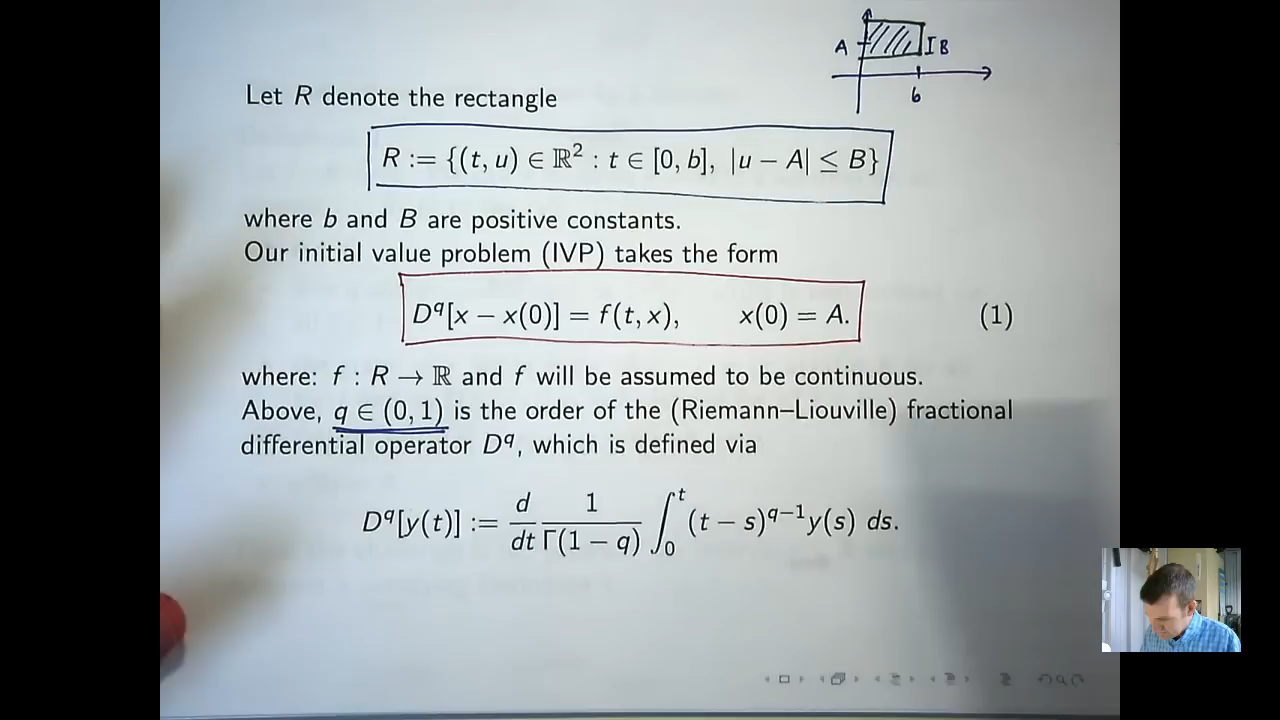 A
I B
b
Let R denote the rectangle
R := {(t, u) ∈ ℝ² : t ∈ [0, b], |u − A| ≤ B}
where b and B are positive constants.
Our initial value problem (IVP) takes the form
D^q[x − x(0)] = f(t, x), x(0) = A. (1)
where: f : R → ℝ and f will be assumed to be continuous.
Above, q ∈ (0, 1) is the order of the (Riemann–Liouville) fractional
differential operator D^q, which is defined via
D^q[y(t)] := d/dt 1/Γ(1 − q) ∫₀^t (t − s)^{q−1} y(s) ds.